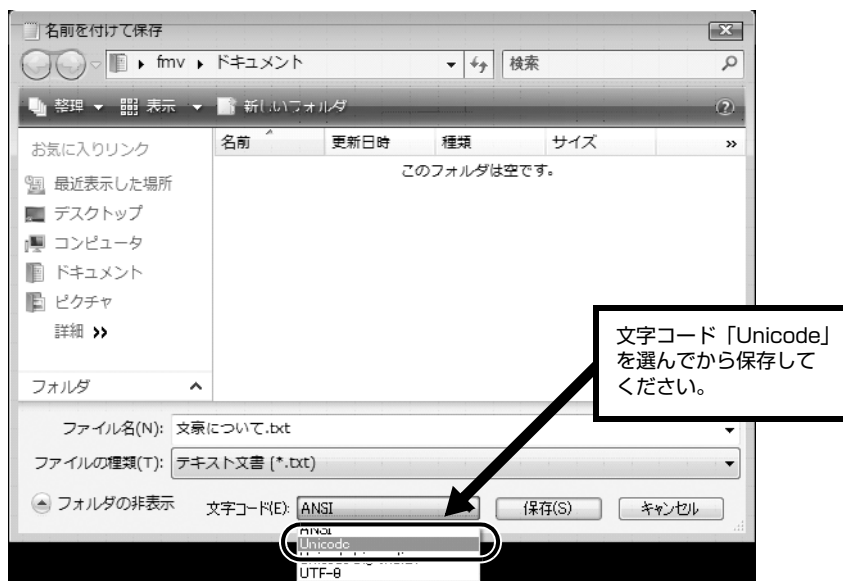 名前を付けて保存
fmv ドキュメント 検索
整理 表示 新しいフォルダ
お気に入りリンク
名前 更新日時 種類 サイズ »
このフォルダは空です。
最近表示した場所
デスクトップ
コンピュータ
ドキュメント
ピクチャ
詳細 »
文字コード「Unicode」
を選んでから保存して
ください。
フォルダ
ファイル名(N): 文豪について.txt
ファイルの種類(T): テキスト文書 (*.txt)
フォルダの非表示 文字コード(E): ANSI 保存(S) キャンセル
ANSI
Unicode
Unicode big endian
UTF-8